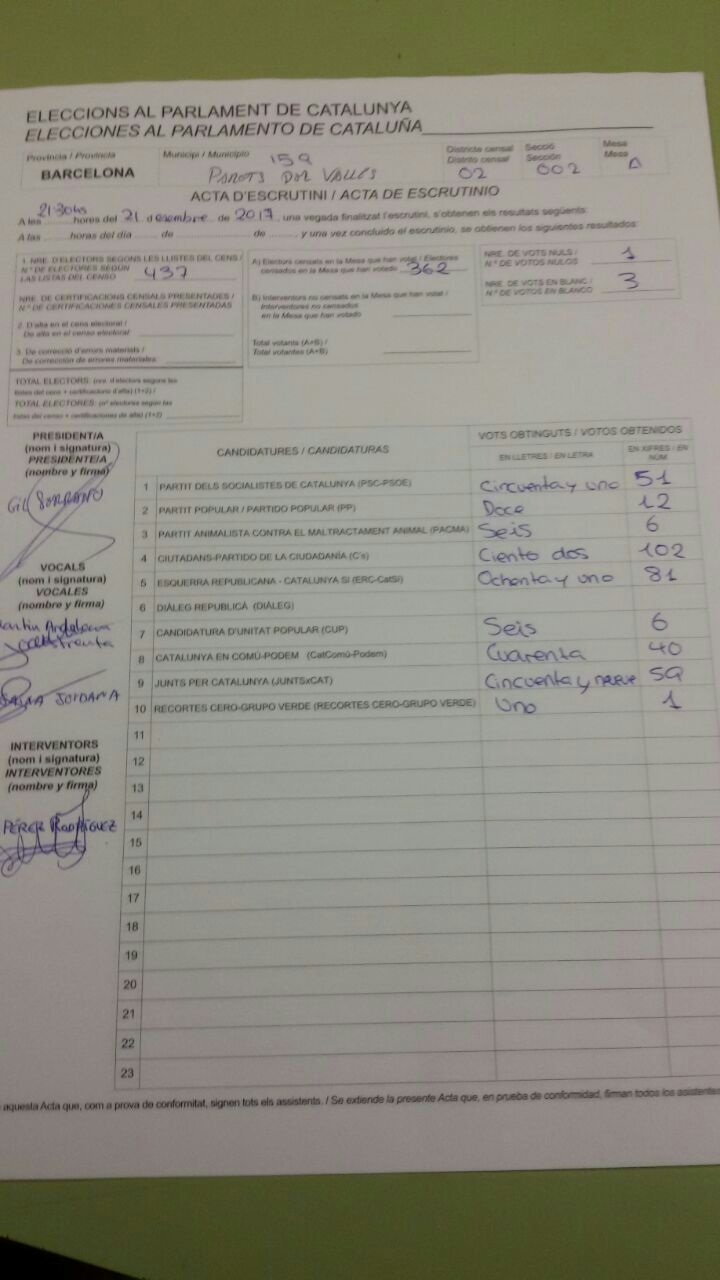 ELECCIONS AL PARLAMENT DE CATALUNYA
ELECCIONES AL PARLAMENTO DE CATALUÑA
Província / Provincia
BARCELONA
Municipi / Municipio 159
Parets del Valles
Districte censal
Distrito censal
02
Secció
Sección
002
Mesa
Mesa
A
ACTA D'ESCRUTINI / ACTA DE ESCRUTINIO
A les 21:30hs hores del 21 desembre de 2017, una vegada finalitzat l'escrutini, s'obtenen els resultats següents:
A las ........ horas del día ........ de ........ de ........, y una vez concluido el escrutinio, se obtienen los siguientes resultados:
1. NRE. D'ELECTORS SEGONS LES LLISTES DEL CENS /
N.º DE ELECTORES SEGÚN
LAS LISTAS DEL CENSO 437
NRE. DE CERTIFICACIONS CENSALS PRESENTADES /
N.º DE CERTIFICACIONES CENSALES PRESENTADAS
2. D'alta en el cens electoral /
De alta en el censo electoral:
3. De correcció d'errors materials /
De corrección de errores materiales:
TOTAL ELECTORS: (nre. d'electors segons les
llistes del cens + certificacions d'alta) (1+2) /
TOTAL ELECTORES: (nº electores según las
listas del censo + certificaciones de alta) (1+2)
A) Electors censats en la Mesa que han votat / Electores
censados en la Mesa que han votado 362
B) Interventors no censats en la Mesa que han votat /
Interventores no censados
en la Mesa que han votado
Total votants (A+B) /
Total votantes (A+B)
NRE. DE VOTS NULS /
N.º DE VOTOS NULOS 1
NRE. DE VOTS EN BLANC /
N.º DE VOTOS EN BLANCO 3
PRESIDENT/A
(nom i signatura)
PRESIDENTE/A
(nombre y firma)
Gil Serrano
VOCALS
(nom i signatura)
VOCALES
(nombre y firma)
INTERVENTORS
(nom i signatura)
INTERVENTORES
(nombre y firma)
PÉREZ RODRÍGUEZ
CANDIDATURES / CANDIDATURAS
VOTS OBTINGUTS / VOTOS OBTENIDOS
EN LLETRES / EN LETRA
EN XIFRES / EN NÚM
1 PARTIT DELS SOCIALISTES DE CATALUNYA (PSC-PSOE) Circuenta y uno 51
2 PARTIT POPULAR / PARTIDO POPULAR (PP) Doce 12
3 PARTIT ANIMALISTA CONTRA EL MALTRACTAMENT ANIMAL (PACMA) Seis 6
4 CIUTADANS-PARTIDO DE LA CIUDADANÍA (C's) Ciento dos 102
5 ESQUERRA REPUBLICANA - CATALUNYA SÍ (ERC-CatSí) Ochenta y uno 81
6 DIÀLEG REPUBLICÀ (DIÀLEG)
7 CANDIDATURA D'UNITAT POPULAR (CUP) Seis 6
8 CATALUNYA EN COMÚ-PODEM (CatComú-Podem) Cuarenta 40
9 JUNTS PER CATALUNYA (JUNTSxCAT) Cincuenta y nueve 59
10 RECORTES CERO-GRUPO VERDE (RECORTES CERO-GRUPO VERDE) Uno 1
11
12
13
14
15
16
17
18
19
20
21
22
23
aquesta Acta que, com a prova de conformitat, signen tots els assistents. / Se extiende la presente Acta que, en prueba de conformidad, firman todos los asistentes